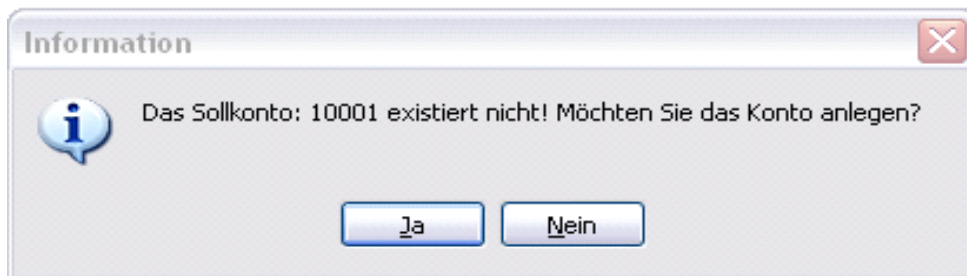 Information
Das Sollkonto: 10001 existiert nicht! Möchten Sie das Konto anlegen?
Ja
Nein